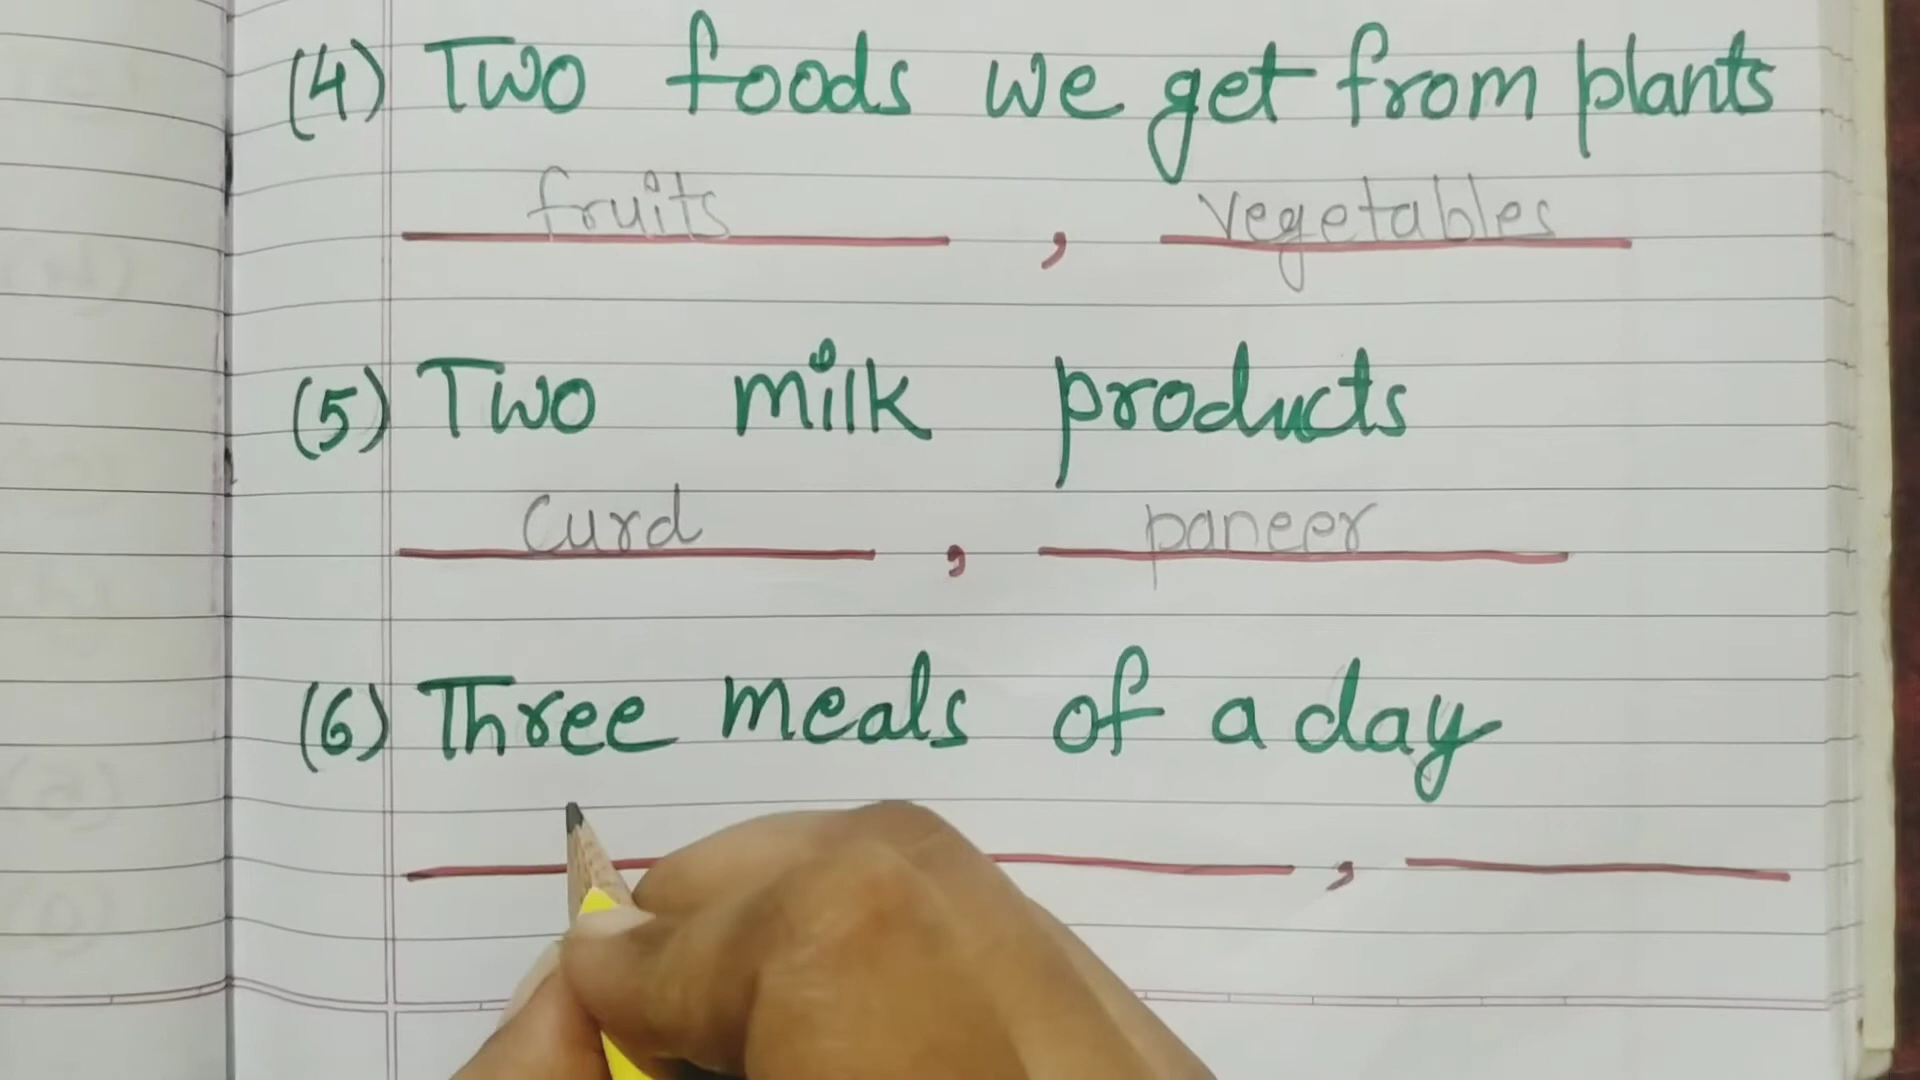 (4) Two foods we get from plants
fruits , vegetables
(5) Two milk products
Curd , paneer
(6) Three meals of a day
,